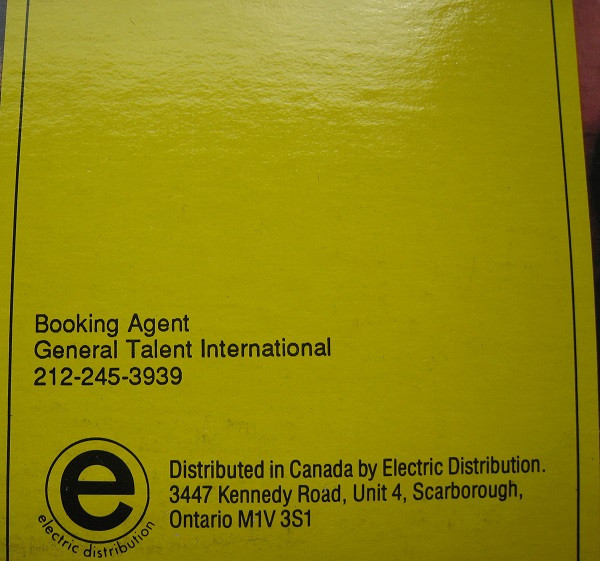 Booking Agent
General Talent International
212-245-3939
e
electric distribution
Distributed in Canada by Electric Distribution.
3447 Kennedy Road, Unit 4, Scarborough,
Ontario M1V 3S1